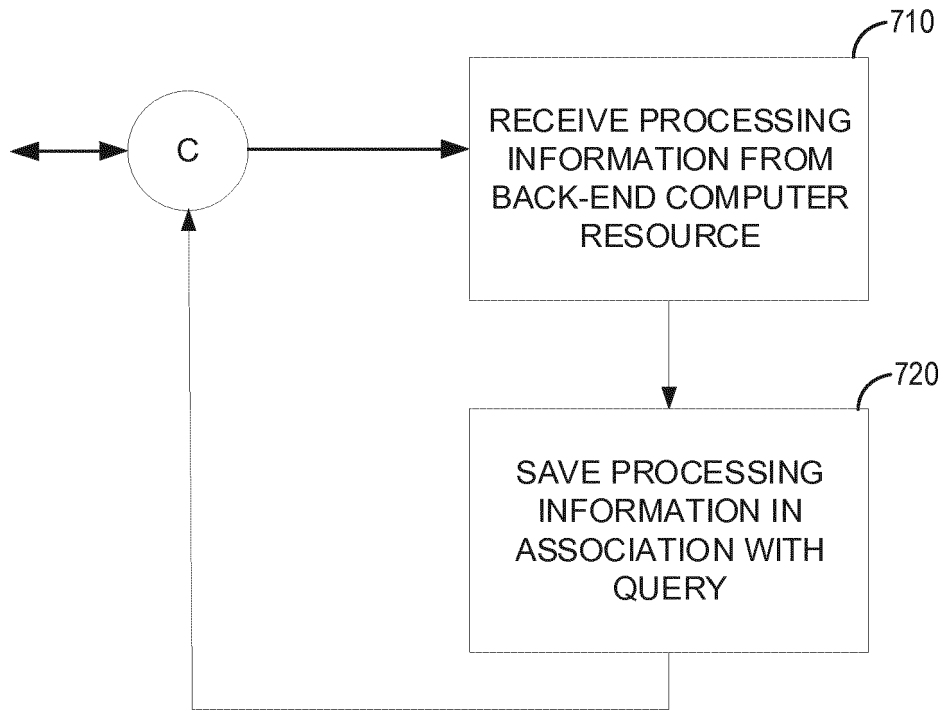 710
C
RECEIVE PROCESSING
INFORMATION FROM
BACK-END COMPUTER
RESOURCE
720
SAVE PROCESSING
INFORMATION IN
ASSOCIATION WITH
QUERY